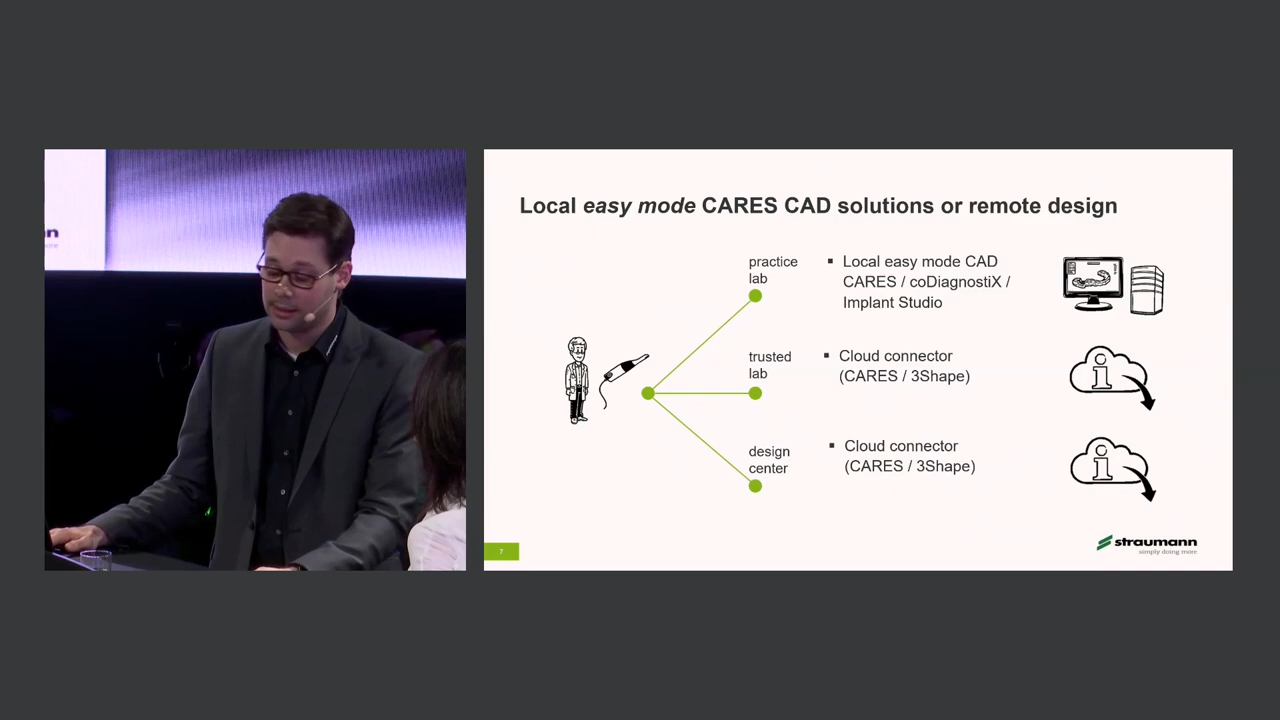 Local easy mode CARES CAD solutions or remote design
practice
lab
▪ Local easy mode CAD
CARES / coDiagnostiX /
Implant Studio
trusted
lab
▪ Cloud connector
(CARES / 3Shape)
design
center
▪ Cloud connector
(CARES / 3Shape)
7
straumann
simply doing more